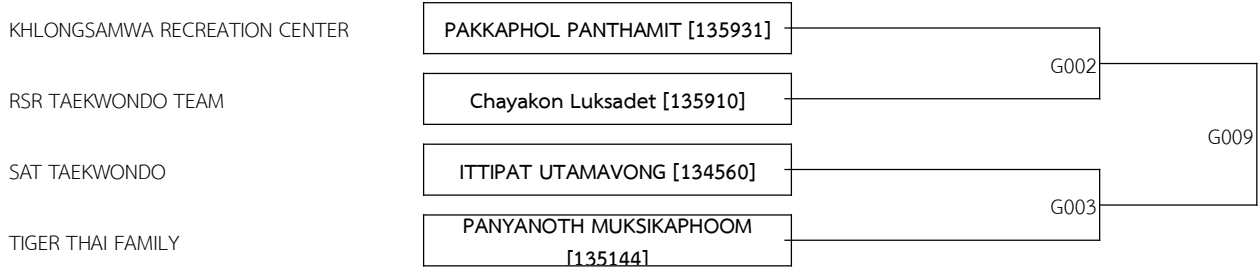 KHLONGSAMWA RECREATION CENTER
PAKKAPHOL PANTHAMIT [135931]
G002
RSR TAEKWONDO TEAM
Chayakon Luksadet [135910]
G009
SAT TAEKWONDO
ITTIPAT UTAMAVONG [134560]
G003
TIGER THAI FAMILY
PANYANOTH MUKSIKAPHOOM
[135144]